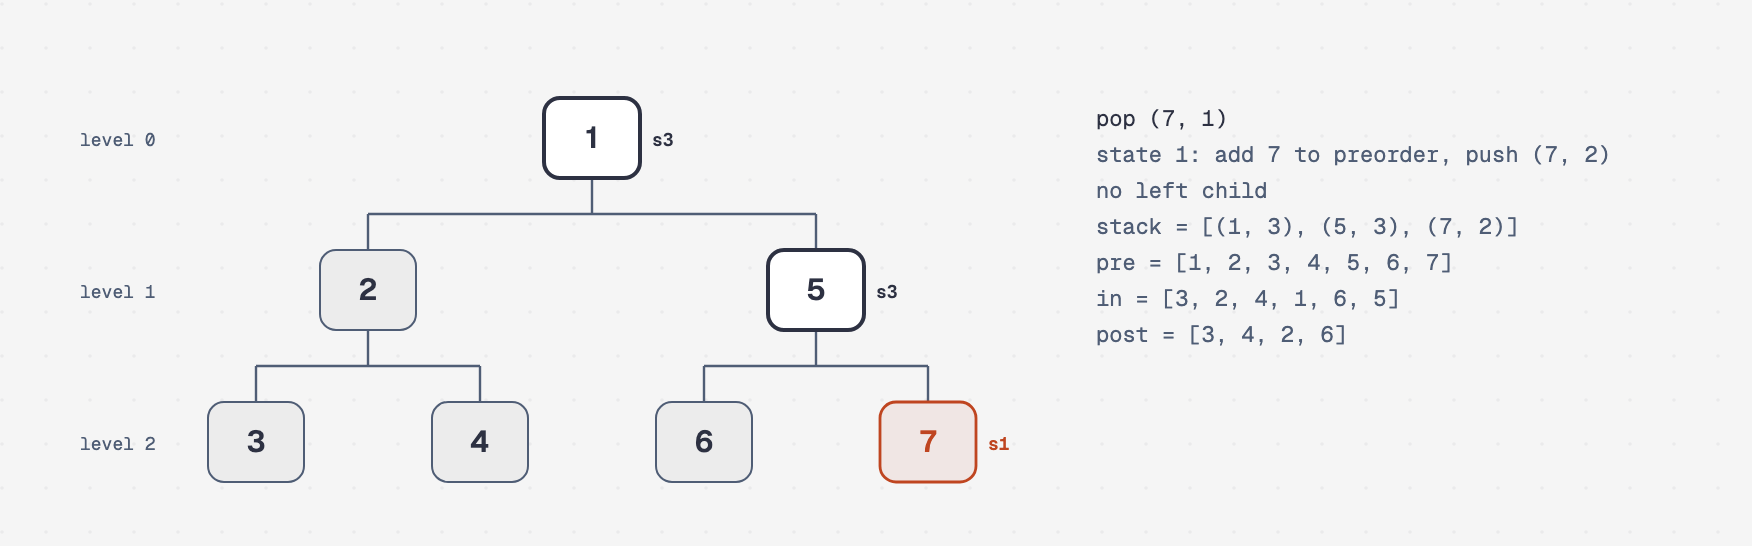 level 0
1 s3
level 1
2
5 s3
level 2
3
4
6
7 s1
pop (7, 1)
state 1: add 7 to preorder, push (7, 2)
no left child
stack = [(1, 3), (5, 3), (7, 2)]
pre = [1, 2, 3, 4, 5, 6, 7]
in = [3, 2, 4, 1, 6, 5]
post = [3, 4, 2, 6]